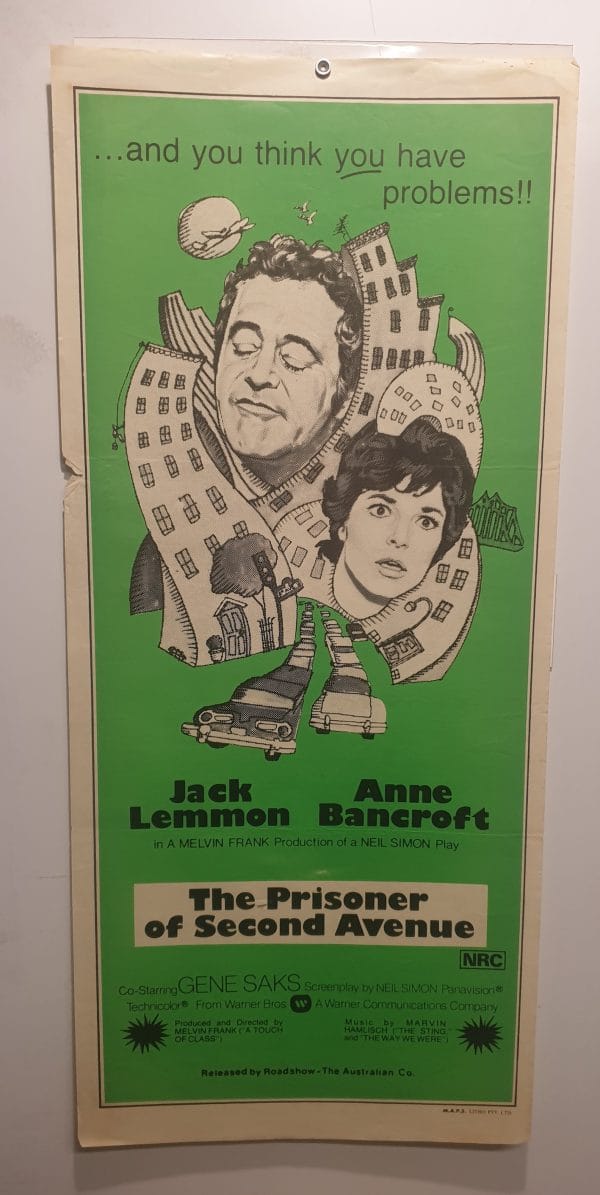 ...and you think you have
problems!!
Jack Lemmon
Anne Bancroft
in A MELVIN FRANK Production of a NEIL SIMON Play
The Prisoner
of Second Avenue
NRC
Co-Starring GENE SAKS Screenplay by NEIL SIMON Panavision®
Technicolor® From Warner Bros W A Warner Communications Company
Produced and Directed by
MELVIN FRANK ("A TOUCH
OF CLASS")
Music by MARVIN
HAMLISCH ("THE STING,"
and "THE WAY WE WERE")
Released by Roadshow-The Australian Co.
M.A.P.S. LITHO PTY. LTD.